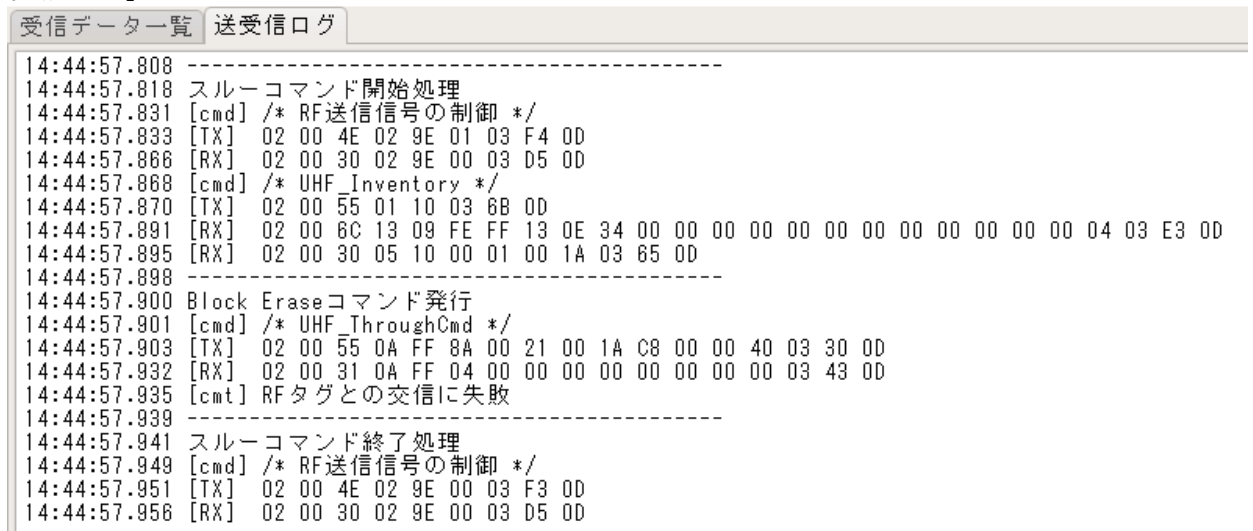 受信データ一覧 送受信ログ
14:44:57.808 -------------------------------------------
14:44:57.818 スルーコマンド開始処理
14:44:57.831 [cmd] /* RF送信信号の制御 */
14:44:57.833 [TX] 02 00 4E 02 9E 01 03 F4 0D
14:44:57.866 [RX] 02 00 30 02 9E 00 03 D5 0D
14:44:57.868 [cmd] /* UHF_Inventory */
14:44:57.870 [TX] 02 00 55 01 10 03 6B 0D
14:44:57.891 [RX] 02 00 6C 13 09 FE FF 13 0E 34 00 00 00 00 00 00 00 00 00 00 00 00 04 03 E3 0D
14:44:57.895 [RX] 02 00 30 05 10 00 01 00 1A 03 65 0D
14:44:57.898 -------------------------------------------
14:44:57.900 Block Eraseコマンド発行
14:44:57.901 [cmd] /* UHF_ThroughCmd */
14:44:57.903 [TX] 02 00 55 0A FF 8A 00 21 00 1A C8 00 00 40 03 30 0D
14:44:57.932 [RX] 02 00 31 0A FF 04 00 00 00 00 00 00 00 00 03 43 0D
14:44:57.935 [cmt] RFタグとの交信に失敗
14:44:57.939 -------------------------------------------
14:44:57.941 スルーコマンド終了処理
14:44:57.949 [cmd] /* RF送信信号の制御 */
14:44:57.951 [TX] 02 00 4E 02 9E 00 03 F3 0D
14:44:57.956 [RX] 02 00 30 02 9E 00 03 D5 0D